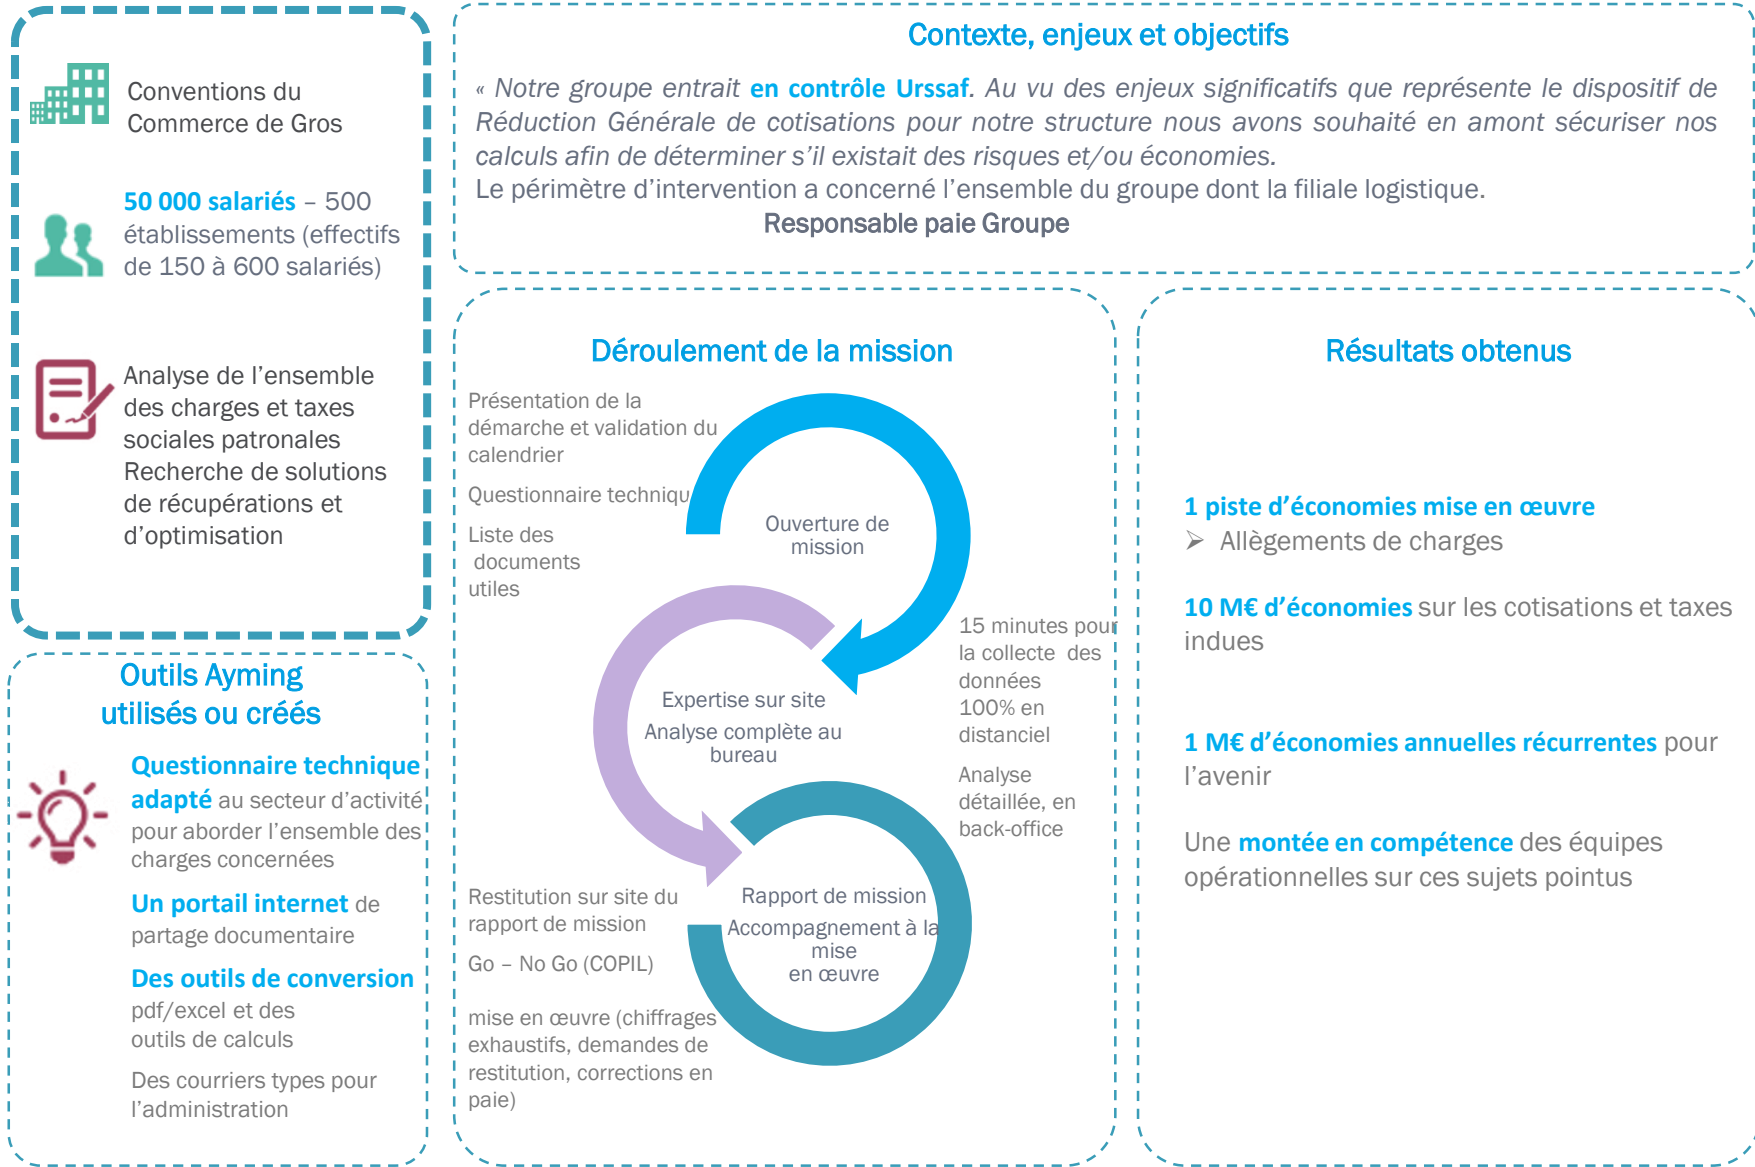 Conventions du
Commerce de Gros
50 000 salariés – 500
établissements (effectifs
de 150 à 600 salariés)
Analyse de l’ensemble
des charges et taxes
sociales patronales
Recherche de solutions
de récupérations et
d’optimisation
Outils Ayming
utilisés ou créés
Questionnaire technique
adapté au secteur d’activité
pour aborder l’ensemble des
charges concernées
Un portail internet de
partage documentaire
Des outils de conversion
pdf/excel et des
outils de calculs
Des courriers types pour
l’administration
Contexte, enjeux et objectifs
« Notre groupe entrait en contrôle Urssaf. Au vu des enjeux significatifs que représente le dispositif de
Réduction Générale de cotisations pour notre structure nous avons souhaité en amont sécuriser nos
calculs afin de déterminer s’il existait des risques et/ou économies.
Le périmètre d’intervention a concerné l’ensemble du groupe dont la filiale logistique.
Responsable paie Groupe
Déroulement de la mission
Présentation de la
démarche et validation du
calendrier
Questionnaire techniqu
Liste des
documents
utiles
Ouverture de
mission
15 minutes pour
la collecte des
données
100% en
distanciel
Analyse
détaillée, en
back-office
Expertise sur site
Analyse complète au
bureau
Restitution sur site du
rapport de mission
Go – No Go (COPIL)
mise en œuvre (chiffrages
exhaustifs, demandes de
restitution, corrections en
paie)
Rapport de mission
Accompagnement à la
mise
en œuvre
Résultats obtenus
1 piste d’économies mise en œuvre
➢ Allègements de charges
10 M€ d’économies sur les cotisations et taxes
indues
1 M€ d’économies annuelles récurrentes pour
l’avenir
Une montée en compétence des équipes
opérationnelles sur ces sujets pointus